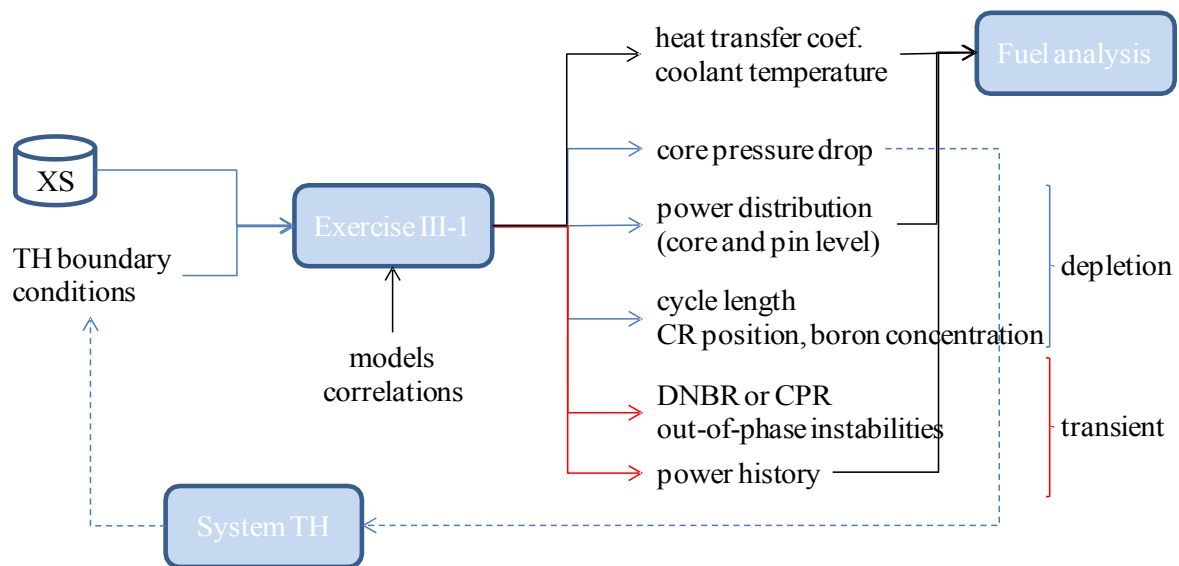 heat transfer coef.
coolant temperature
Fuel analysis
core pressure drop
XS
Exercise III-1
power distribution
(core and pin level)
TH boundary
conditions
depletion
cycle length
CR position, boron concentration
models
correlations
DNBR or CPR
out-of-phase instabilities
transient
power history
System TH